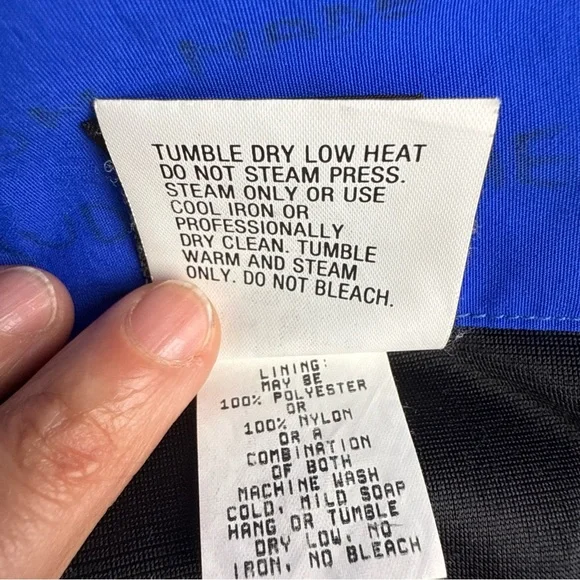 TUMBLE DRY LOW HEAT
DO NOT STEAM PRESS.
STEAM ONLY OR USE
COOL IRON OR
PROFESSIONALLY
DRY CLEAN. TUMBLE
WARM AND STEAM
ONLY. DO NOT BLEACH.
LINING:
MAY BE
100% POLYESTER
OR
100% NYLON
OR A
COMBINATION
OF BOTH
MACHINE WASH
COLD, MILD SOAP
HANG OR TUMBLE
DRY LOW, NO
IRON, NO BLEACH